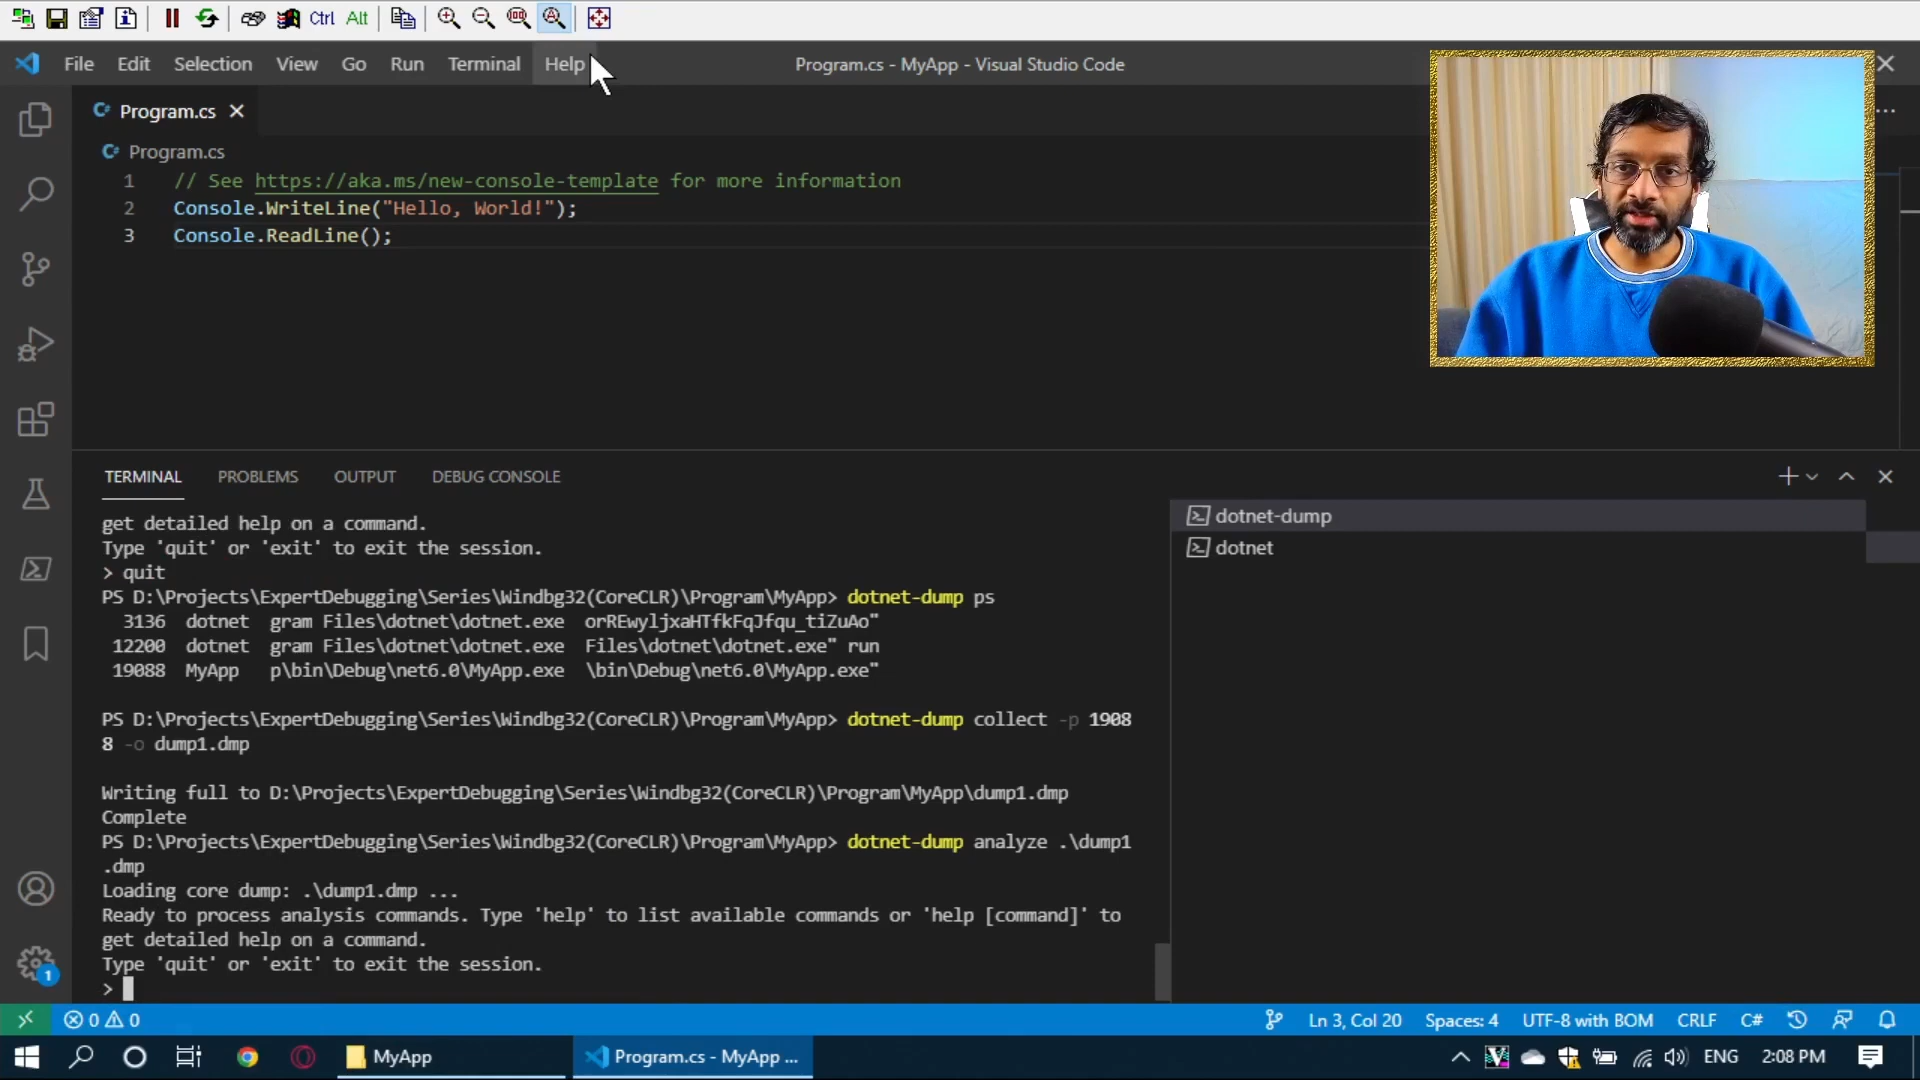 Ctrl Alt
File Edit Selection View Go Run Terminal Help Program.cs - MyApp - Visual Studio Code
Program.cs
Program.cs
1 // See https://aka.ms/new-console-template for more information
2 Console.WriteLine("Hello, World!");
3 Console.ReadLine();
TERMINAL PROBLEMS OUTPUT DEBUG CONSOLE
dotnet-dump
dotnet
get detailed help on a command.
Type 'quit' or 'exit' to exit the session.
> quit
PS D:\Projects\ExpertDebugging\Series\Windbg32(CoreCLR)\Program\MyApp> dotnet-dump ps
3136 dotnet gram Files\dotnet\dotnet.exe orREwyljxaHTfkFqJfqu_tiZuAo"
12200 dotnet gram Files\dotnet\dotnet.exe Files\dotnet\dotnet.exe" run
19088 MyApp p\bin\Debug\net6.0\MyApp.exe \bin\Debug\net6.0\MyApp.exe"
PS D:\Projects\ExpertDebugging\Series\Windbg32(CoreCLR)\Program\MyApp> dotnet-dump collect -p 1908
8 -o dump1.dmp
Writing full to D:\Projects\ExpertDebugging\Series\Windbg32(CoreCLR)\Program\MyApp\dump1.dmp
Complete
PS D:\Projects\ExpertDebugging\Series\Windbg32(CoreCLR)\Program\MyApp> dotnet-dump analyze .\dump1
.dmp
Loading core dump: .\dump1.dmp ...
Ready to process analysis commands. Type 'help' to list available commands or 'help [command]' to
get detailed help on a command.
Type 'quit' or 'exit' to exit the session.
>
1
0 0 Ln 3, Col 20 Spaces: 4 UTF-8 with BOM CRLF C#
MyApp Program.cs - MyApp ... ENG 2:08 PM